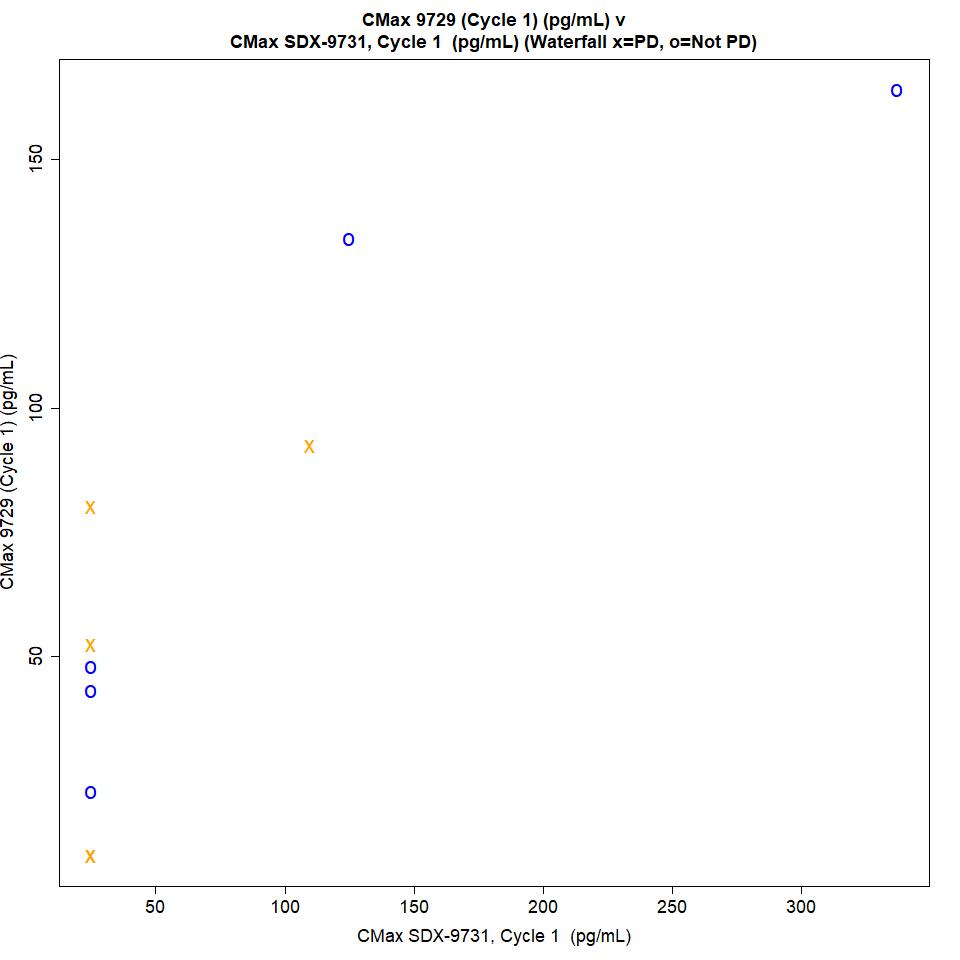 CMax 9729 (Cycle 1) (pg/mL) v
CMax SDX-9731, Cycle 1  (pg/mL) (Waterfall x=PD, o=Not PD)
CMax 9729 (Cycle 1) (pg/mL)
150
100
50
O
O
X
X
X
O
O
O
X
50
100
150
200
250
300
CMax SDX-9731, Cycle 1  (pg/mL)